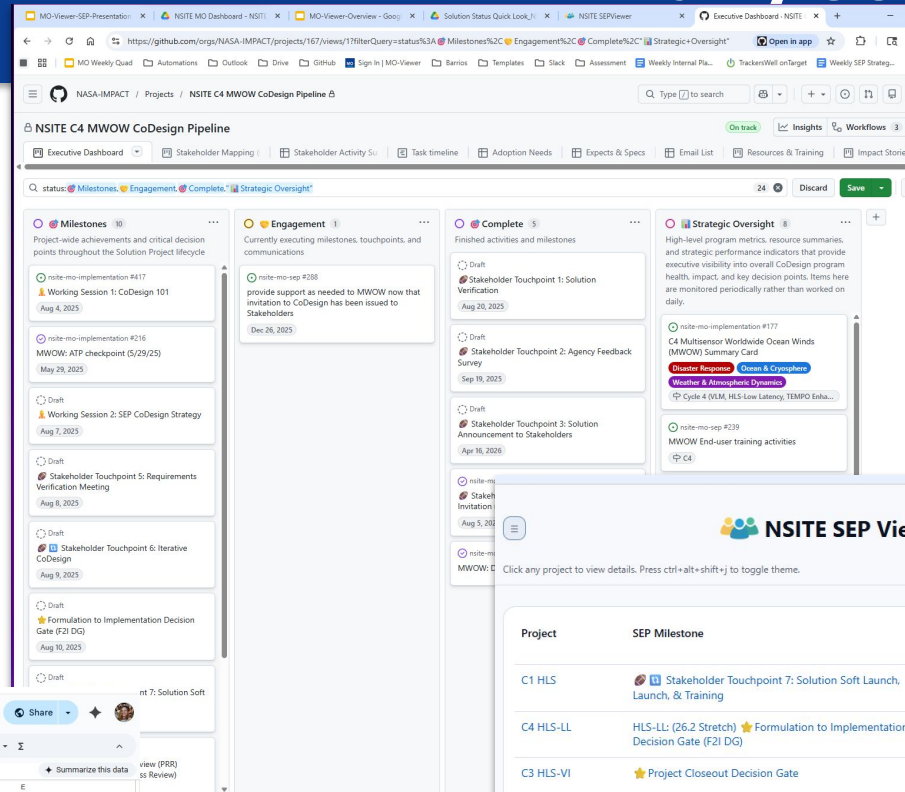 MO-Viewer-SEP-Presentation
NSITE MO Dashboard - NSITE
MO-Viewer-Overview - Goog
Solution Status Quick Look_N
NSITE SEPViewer
Executive Dashboard · NSITE
https://github.com/orgs/NASA-IMPACT/projects/167/views/1?filterQuery=status%3A🎯Milestones%2C🤝Engagement%2C🎯Complete%2C"📊Strategic+Oversight"
Open in app
MO Weekly Quad
Automations
Outlook
Drive
GitHub
Sign In | MO-Viewer
Barrios
Templates
Slack
Assessment
Weekly Internal Pla...
TrackersWell onTarget
Weekly SEP Strateg...
NASA-IMPACT / Projects / NSITE C4 MWOW CoDesign Pipeline
Type / to search
NSITE C4 MWOW CoDesign Pipeline
On track
Insights
Workflows 3
Executive Dashboard
Stakeholder Mapping (
Stakeholder Activity Su
Task timeline
Adoption Needs
Expects & Specs
Email List
Resources & Training
Impact Storie
status:🎯Milestones,🤝Engagement,🎯Complete,"📊Strategic Oversight"
24
Discard
Save
🎯 Milestones 10
Project-wide achievements and critical decision
points throughout the Solution Project lifecycle
nsite-mo-implementation #417
Working Session 1: CoDesign 101
Aug 4, 2025
nsite-mo-implementation #216
MWOW: ATP checkpoint (5/29/25)
May 29, 2025
Draft
Working Session 2: SEP CoDesign Strategy
Aug 7, 2025
Draft
🏈 Stakeholder Touchpoint 5: Requirements
Verification Meeting
Aug 8, 2025
Draft
🏈 Stakeholder Touchpoint 6: Iterative
CoDesign
Aug 9, 2025
Draft
⭐ Formulation to Implementation Decision
Gate (F2I DG)
Aug 10, 2025
Draft
nt 7: Solution Soft
view (PRR)
ss Review)
🤝 Engagement 1
Currently executing milestones, touchpoints, and
communications
nsite-mo-sep #288
provide support as needed to MWOW now that
invitation to CoDesign has been issued to
Stakeholders
Dec 26, 2025
🎯 Complete 5
Finished activities and milestones
Draft
🏈 Stakeholder Touchpoint 1: Solution
Verification
Aug 20, 2025
Draft
🏈 Stakeholder Touchpoint 2: Agency Feedback
Survey
Sep 19, 2025
Draft
🏈 Stakeholder Touchpoint 3: Solution
Announcement to Stakeholders
Apr 16, 2026
nsite-m
🏈 Stakeh
Invitation
Aug 5, 202
nsite-m
MWOW: D
📊 Strategic Oversight 8
High-level program metrics, resource summaries,
and strategic performance indicators that provide
executive visibility into overall CoDesign program
health, impact, and key decision points. Items here
are monitored periodically rather than worked on
daily.
nsite-mo-implementation #177
C4 Multisensor Worldwide Ocean Winds
(MWOW) Summary Card
Disaster Response
Ocean & Cryosphere
Weather & Atmospheric Dynamics
Cycle 4 (VLM, HLS-Low Latency, TEMPO Enha...
nsite-mo-sep #239
MWOW End-user training activities
C4
NSITE SEP Vie
Click any project to view details. Press ctrl+alt+shift+j to toggle theme.
Project
SEP Milestone
C1 HLS
🏈 Stakeholder Touchpoint 7: Solution Soft Launch,
Launch, & Training
C4 HLS-LL
HLS-LL: (26.2 Stretch) ⭐ Formulation to Implementation
Decision Gate (F2I DG)
C3 HLS-VI
⭐ Project Closeout Decision Gate
Share
Σ
Summarize this data
E